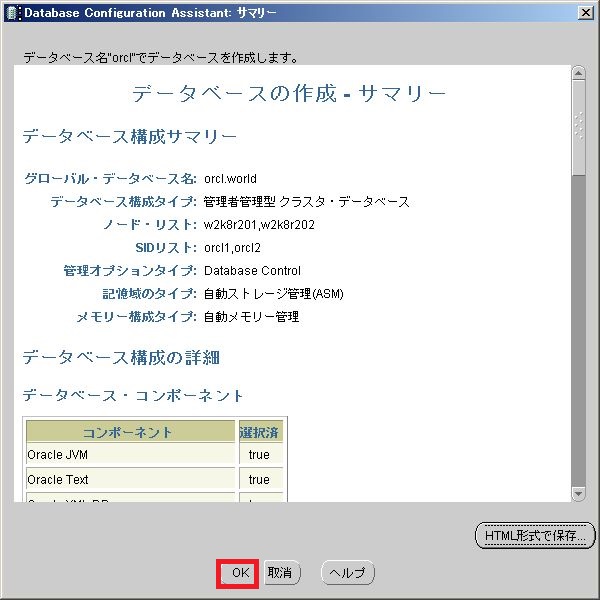 Database Configuration Assistant: サマリー
データベース名"orcl"でデータベースを作成します。
データベースの作成 - サマリー
データベース構成サマリー
グローバル・データベース名: orcl.world
データベース構成タイプ: 管理者管理型 クラスタ・データベース
ノード・リスト: w2k8r201,w2k8r202
SIDリスト: orcl1,orcl2
管理オプションタイプ: Database Control
記憶域のタイプ: 自動ストレージ管理(ASM)
メモリー構成タイプ: 自動メモリー管理
データベース構成の詳細
データベース・コンポーネント
コンポーネント 選択済
Oracle JVM true
Oracle Text true
HTML形式で保存...
OK 取消 ヘルプ